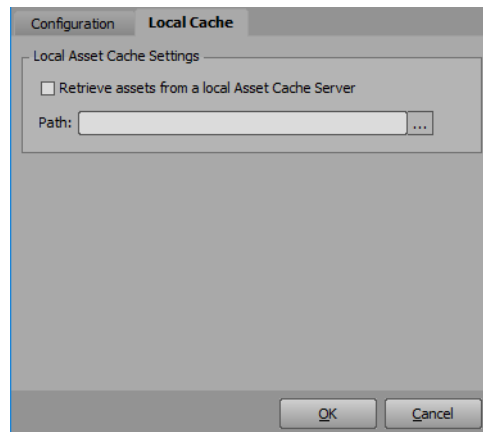 Configuration Local Cache
Local Asset Cache Settings
Retrieve assets from a local Asset Cache Server
Path: ...
OK Cancel